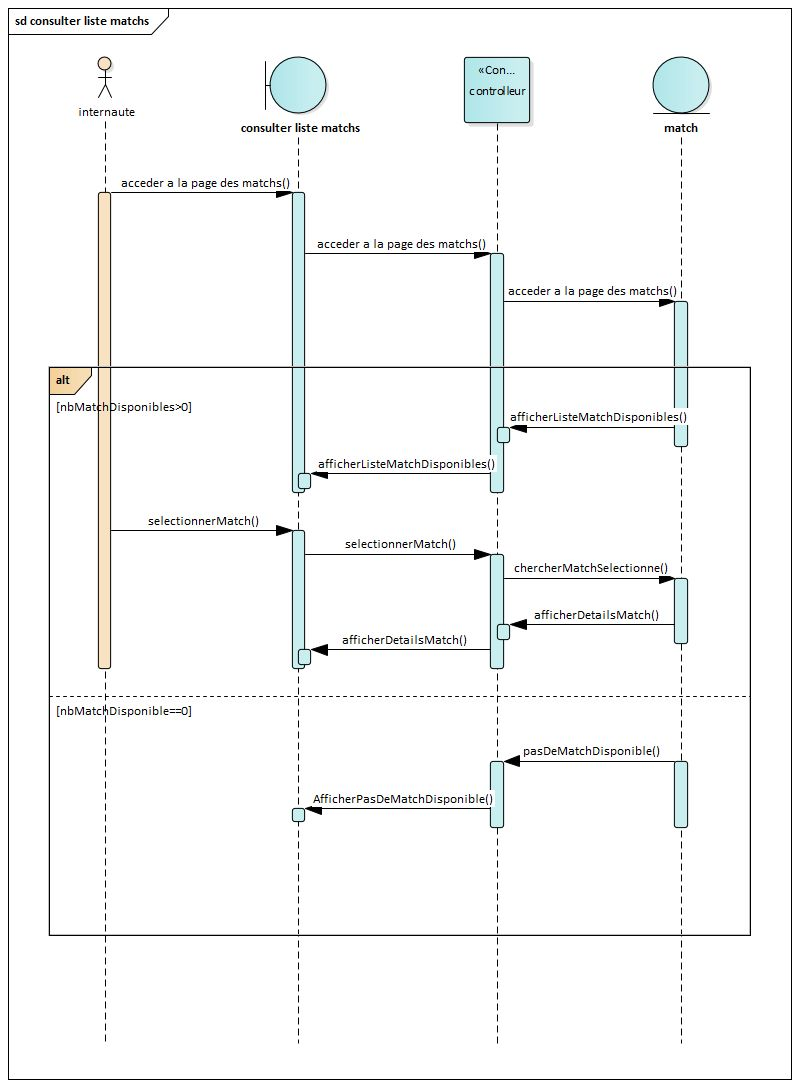 sd consulter liste matchs
internaute
consulter liste matchs
«Con...
controlleur
match
acceder a la page des matchs()
acceder a la page des matchs()
acceder a la page des matchs()
alt
[nbMatchDisponibles>0]
afficherListeMatchDisponibles()
afficherListeMatchDisponibles()
selectionnerMatch()
selectionnerMatch()
chercherMatchSelectionne()
afficherDetailsMatch()
afficherDetailsMatch()
[nbMatchDisponible==0]
pasDeMatchDisponible()
AfficherPasDeMatchDisponible()